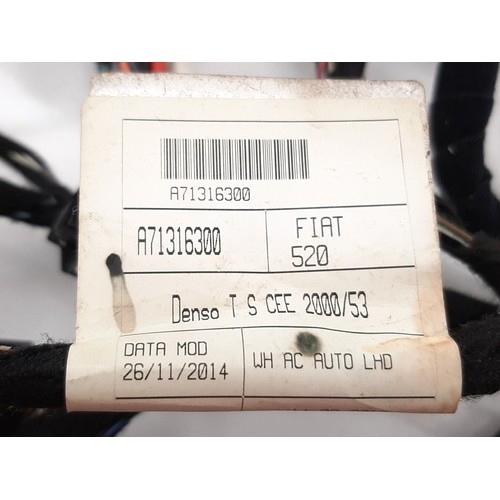 A71316300
A71316300
FIAT
520
Denso T S CEE 2000/53
DATA MOD
26/11/2014
WH AC AUTO LHD